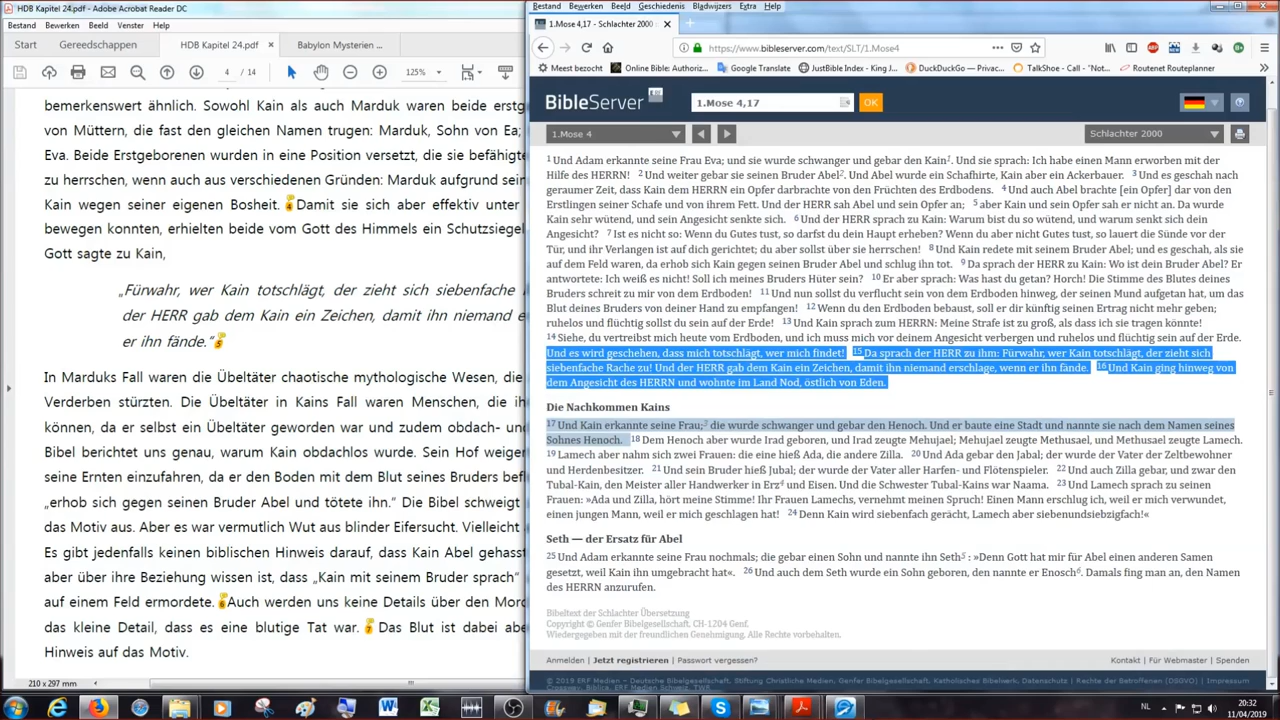 HDB Kapitel 24.pdf - Adobe Acrobat Reader DC
Bestand Bewerken Beeld Venster Help
Start Gereedschappen HDB Kapitel 24.pdf × Babylon Mysterien ...
4 / 14 125%
bemerkenswert ähnlich. Sowohl Kain als auch Marduk waren beide erstg
von Müttern, die fast den gleichen Namen trugen: Marduk, Sohn von Ea;
Eva. Beide Erstgeborenen wurden in eine Position versetzt, die sie befähigte
zu herrschen, wenn auch aus verschiedenen Gründen: Marduk aufgrund sein
Kain wegen seiner eigenen Bosheit. Damit sie sich aber effektiv unter
bewegen konnten, erhielten beide vom Gott des Himmels ein Schutzsiegel
Gott sagte zu Kain,
„Fürwahr, wer Kain totschlägt, der zieht sich siebenfache
der HERR gab dem Kain ein Zeichen, damit ihn niemand e
er ihn fände.“
In Marduks Fall waren die Übeltäter chaotische mythologische Wesen, die
Verderben stürzten. Die Übeltäter in Kains Fall waren Menschen, die ih
können, da er selbst ein Übeltäter war und daher kein Gott oder
Bibel berichtet uns genau, warum Kain obdachlos wurde. Sein Hof weiger
seine Ernten einzufahren, da er den Boden mit dem Blut seines Bruders bef
„erhob sich gegen seinen Bruder Abel und tötete ihn.“ Die Bibel schweigt
das Motiv aus. Aber es war vermutlich Wut aus blinder Eifersucht. Vielleicht
Es gibt jedenfalls keinen biblischen Hinweis darauf, dass Kain Abel gehasst
aber über ihre Beziehung wissen ist, dass „Kain mit seinem Bruder sprach“
auf einem Feld ermordete. Auch werden uns keine Details über den Mord
das kleine Detail, dass es eine blutige Tat war. Das Blut ist dabei abe
Hinweis auf das Motiv.
210 x 297 mm
Bestand Bewerken Beeld Geschiedenis Bladwijzers Extra Help
1.Mose 4,17 - Schlachter 2000
https://www.bibleserver.com/text/SLT/1.Mose4
Meest bezocht Online Bible: Authoriz... Google Translate JustBible Index - King J... DuckDuckGo — Privac... TalkShoe - Call - "Not... Routenet Routeplanner
BibleServer 1.Mose 4,17 OK
1.Mose 4 Schlachter 2000
1 Und Adam erkannte seine Frau Eva; und sie wurde schwanger und gebar den Kain1. Und sie sprach: Ich habe einen Mann erworben mit der
Hilfe des HERRN! 2 Und weiter gebar sie seinen Bruder Abel2. Und Abel wurde ein Schafhirte, Kain aber ein Ackerbauer. 3 Und es geschah nach
geraumer Zeit, dass Kain dem HERRN ein Opfer darbrachte von den Früchten des Erdbodens. 4 Und auch Abel brachte [ein Opfer] dar von den
Erstlingen seiner Schafe und von ihrem Fett. Und der HERR sah Abel und sein Opfer an; 5 aber Kain und sein Opfer sah er nicht an. Da wurde
Kain sehr wütend, und sein Angesicht senkte sich. 6 Und der HERR sprach zu Kain: Warum bist du so wütend, und warum senkt sich dein
Angesicht? 7 Ist es nicht so: Wenn du Gutes tust, so darfst du dein Haupt erheben? Wenn du aber nicht Gutes tust, so lauert die Sünde vor der
Tür, und ihr Verlangen ist auf dich gerichtet; du aber sollst über sie herrschen! 8 Und Kain redete mit seinem Bruder Abel; und es geschah, als sie
auf dem Feld waren, da erhob sich Kain gegen seinen Bruder Abel und schlug ihn tot. 9 Da sprach der HERR zu Kain: Wo ist dein Bruder Abel? Er
antwortete: Ich weiß es nicht! Soll ich meines Bruders Hüter sein? 10 Er aber sprach: Was hast du getan? Horch! Die Stimme des Blutes deines
Bruders schreit zu mir von dem Erdboden! 11 Und nun sollst du verflucht sein von dem Erdboden hinweg, der seinen Mund aufgetan hat, um das
Blut deines Bruders von deiner Hand zu empfangen! 12 Wenn du den Erdboden bebaust, soll er dir künftig seinen Ertrag nicht mehr geben;
ruhelos und flüchtig sollst du sein auf der Erde! 13 Und Kain sprach zum HERRN: Meine Strafe ist zu groß, als dass ich sie tragen könnte!
14 Siehe, du vertreibst mich heute vom Erdboden, und ich muss mich vor deinem Angesicht verbergen und ruhelos und flüchtig sein auf der Erde.
Und es wird geschehen, dass mich totschlägt, wer mich findet! 15 Da sprach der HERR zu ihm: Fürwahr, wer Kain totschlägt, der zieht sich
siebenfache Rache zu! Und der HERR gab dem Kain ein Zeichen, damit ihn niemand erschlage, wenn er ihn fände. 16 Und Kain ging hinweg von
dem Angesicht des HERRN und wohnte im Land Nod, östlich von Eden.
Die Nachkommen Kains
17 Und Kain erkannte seine Frau;3 die wurde schwanger und gebar den Henoch. Und er baute eine Stadt und nannte sie nach dem Namen seines
Sohnes Henoch. 18 Dem Henoch aber wurde Irad geboren, und Irad zeugte Mehujael; Mehujael zeugte Methusael, und Methusael zeugte Lamech.
19 Lamech aber nahm sich zwei Frauen: die eine hieß Ada, die andere Zilla. 20 Und Ada gebar den Jabal; der wurde der Vater der Zeltbewohner
und Herdenbesitzer. 21 Und sein Bruder hieß Jubal; der wurde der Vater aller Harfen- und Flötenspieler. 22 Und auch Zilla gebar, und zwar den
Tubal-Kain, den Meister aller Handwerker in Erz4 und Eisen. Und die Schwester Tubal-Kains war Naama. 23 Und Lamech sprach zu seinen
Frauen: »Ada und Zilla, hört meine Stimme! Ihr Frauen Lamechs, vernehmt meinen Spruch! Einen Mann erschlug ich, weil er mich verwundet,
einen jungen Mann, weil er mich geschlagen hat! 24 Denn Kain wird siebenfach gerächt, Lamech aber siebenundsiebzigfach!«
Seth — der Ersatz für Abel
25 Und Adam erkannte seine Frau nochmals; die gebar einen Sohn und nannte ihn Seth5 : »Denn Gott hat mir für Abel einen anderen Samen
gesetzt, weil Kain ihn umgebracht hat«. 26 Und auch dem Seth wurde ein Sohn geboren, den nannte er Enosch6. Damals fing man an, den Namen
des HERRN anzurufen.
Bibeltext der Schlachter Übersetzung
Copyright © Genfer Bibelgesellschaft, CH-1204 Genf.
Wiedergegeben mit der freundlichen Genehmigung. Alle Rechte vorbehalten.
Anmelden | Jetzt registrieren | Passwort vergessen? Kontakt | Für Webmaster | Spenden
© 2019 ERF Medien – Deutsche Bibelgesellschaft, Stiftung Christliche Medien, Genfer Bibelgesellschaft, Katholisches Bibelwerk. Datenschutz | Rechte der Betroffenen (DSGVO) | Impressum
Crossway, Biblica, ERF Medien Schweiz, TWR
NL 20:32
11/04/2019